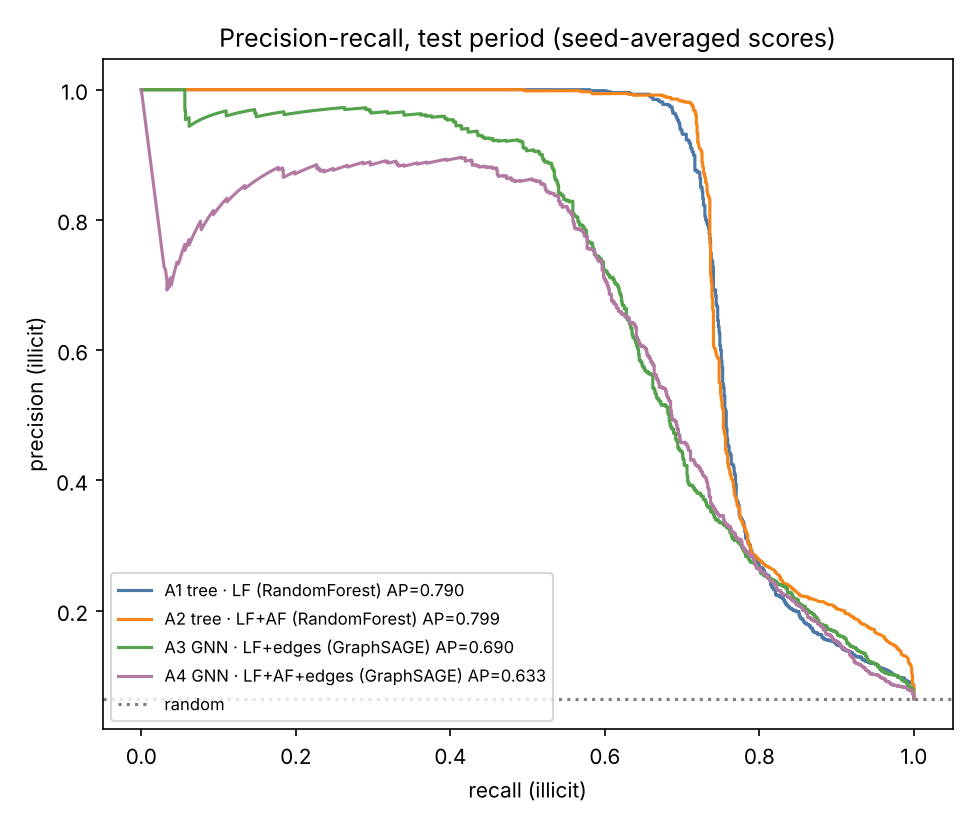 Precision-recall, test period (seed-averaged scores)
precision (illicit)
1.0
0.8
0.6
0.4
0.2
A1 tree · LF (RandomForest) AP=0.790
A2 tree · LF+AF (RandomForest) AP=0.799
A3 GNN · LF+edges (GraphSAGE) AP=0.690
A4 GNN · LF+AF+edges (GraphSAGE) AP=0.633
random
0.0 0.2 0.4 0.6 0.8 1.0
recall (illicit)